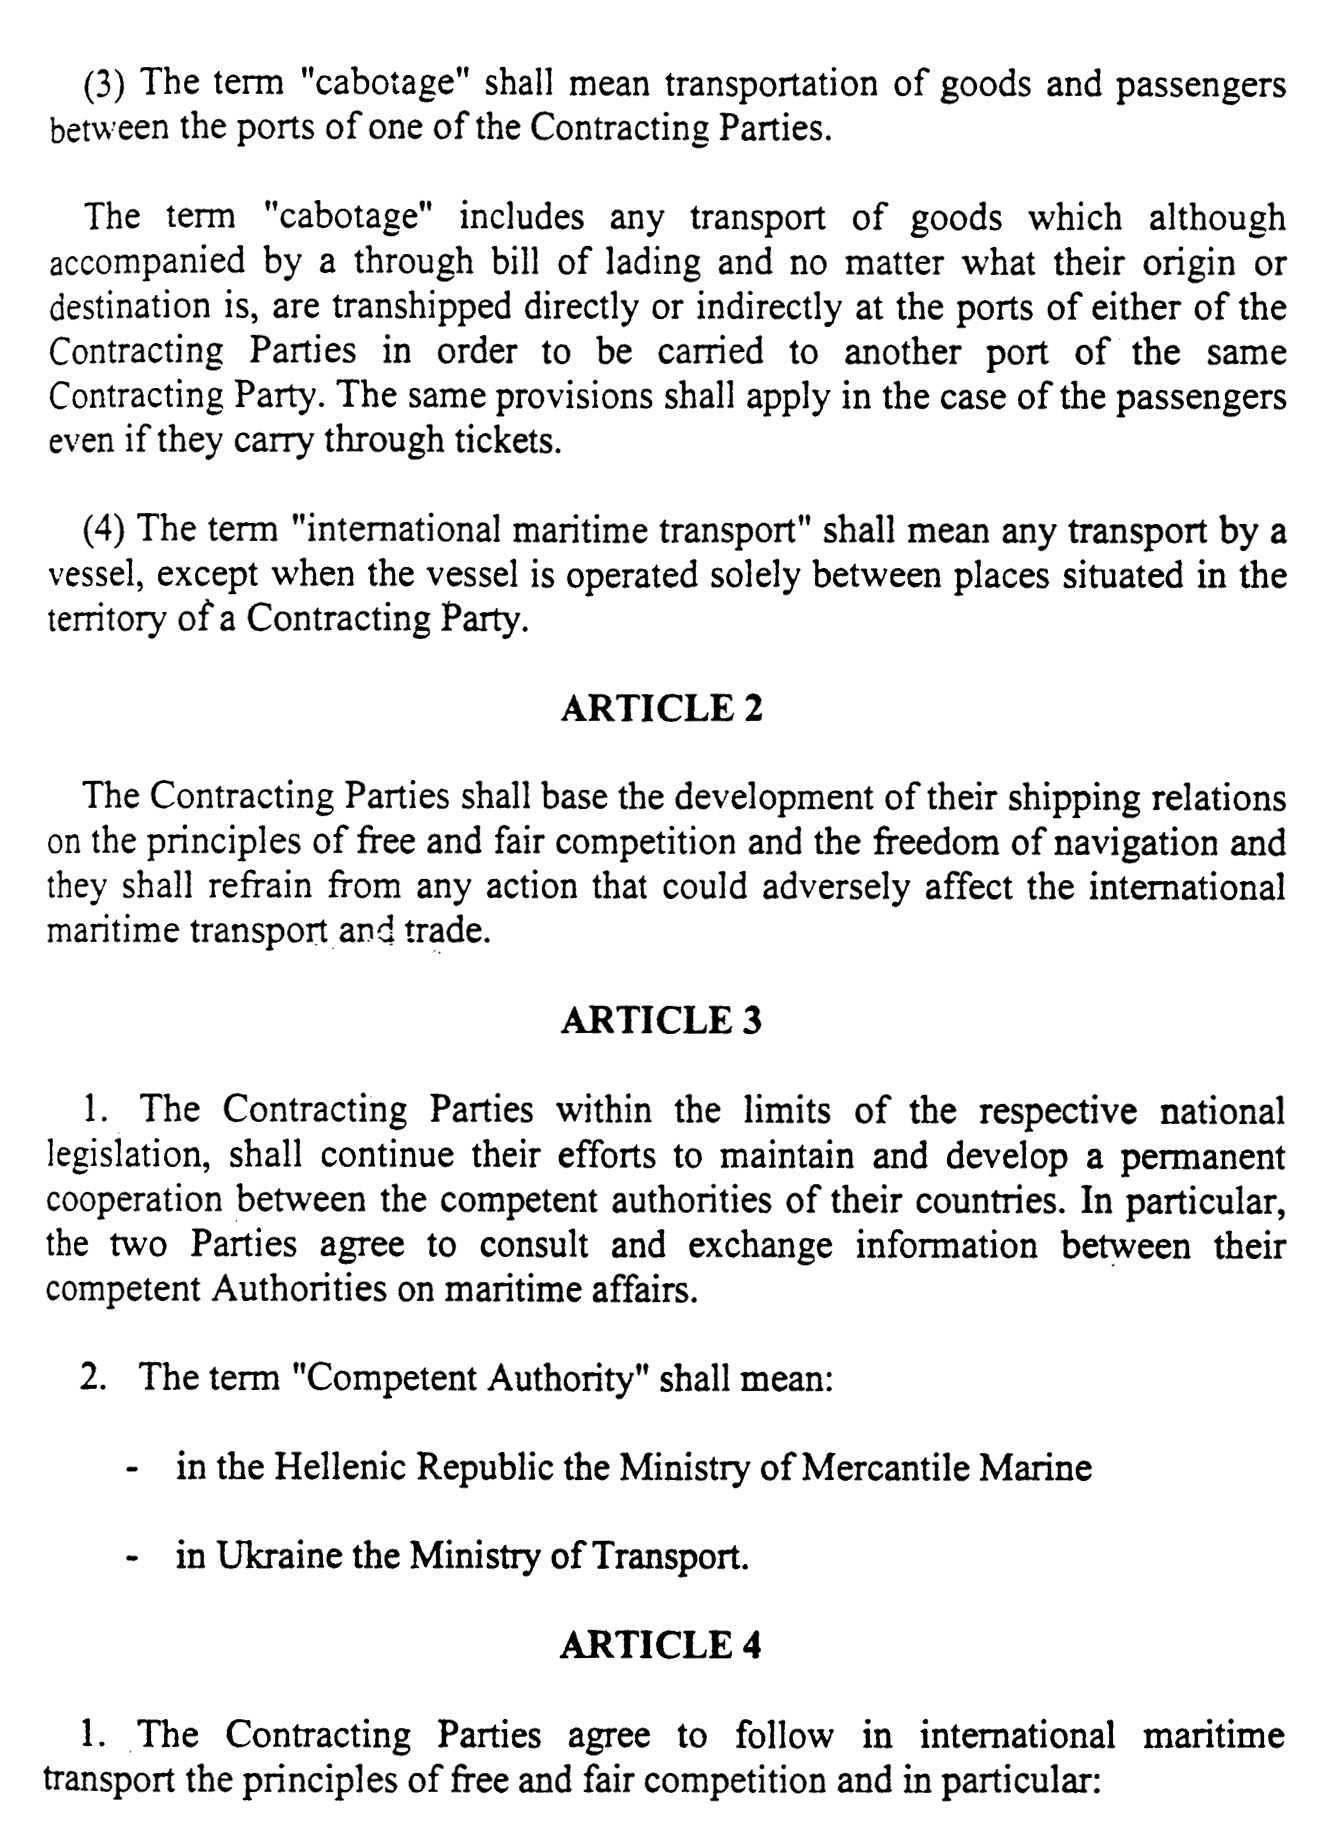 (3) The term "cabotage" shall mean transportation of goods and passengers
between the ports of one of the Contracting Parties.
The term "cabotage" includes any transport of goods which although
accompanied by a through bill of lading and no matter what their origin or
destination is, are transhipped directly or indirectly at the ports of either of the
Contracting Parties in order to be carried to another port of the same
Contracting Party. The same provisions shall apply in the case of the passengers
even if they carry through tickets.
(4) The term "international maritime transport" shall mean any transport by a
vessel, except when the vessel is operated solely between places situated in the
territory of a Contracting Party.
ARTICLE 2
The Contracting Parties shall base the development of their shipping relations
on the principles of free and fair competition and the freedom of navigation and
they shall refrain from any action that could adversely affect the international
maritime transport and trade.
ARTICLE 3
1. The Contracting Parties within the limits of the respective national
legislation, shall continue their efforts to maintain and develop a permanent
cooperation between the competent authorities of their countries. In particular,
the two Parties agree to consult and exchange information between their
competent Authorities on maritime affairs.
2. The term "Competent Authority" shall mean:
- in the Hellenic Republic the Ministry of Mercantile Marine
- in Ukraine the Ministry of Transport.
ARTICLE 4
1. The Contracting Parties agree to follow in international maritime
transport the principles of free and fair competition and in particular: